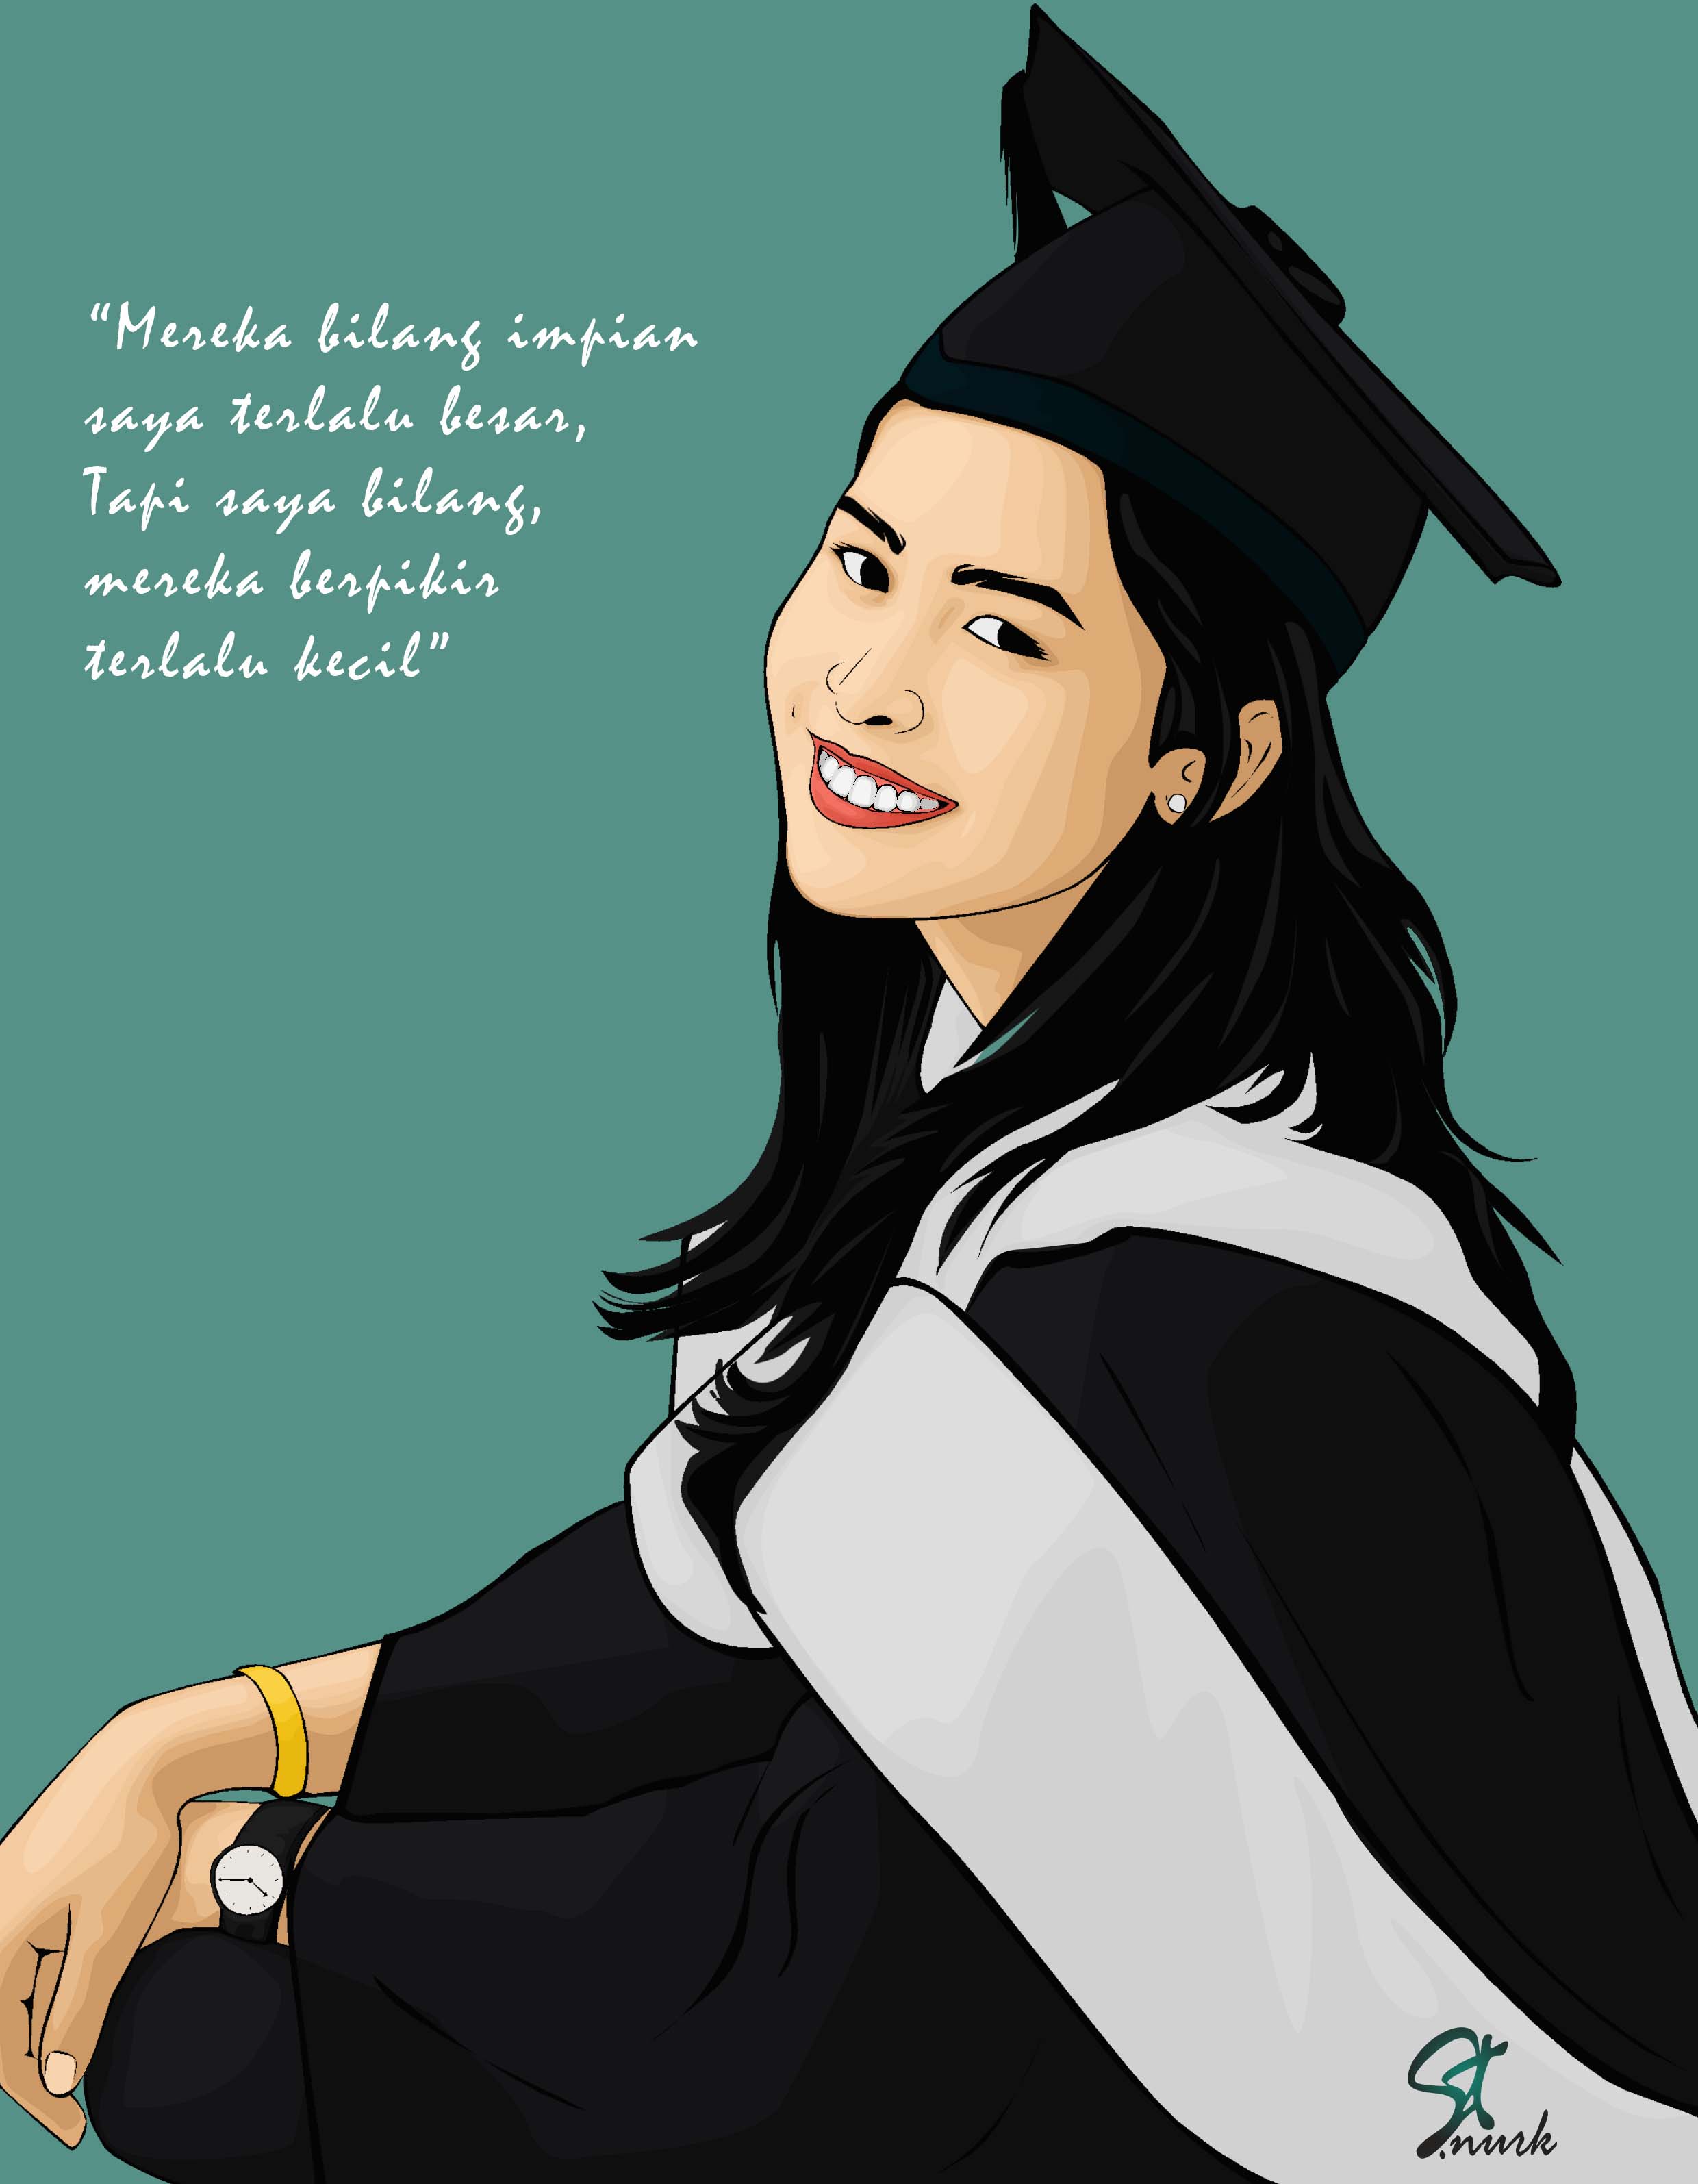 “Mereka bilang impian
saya terlalu besar,
Tapi saya bilang,
mereka berpikir
terlalu kecil”